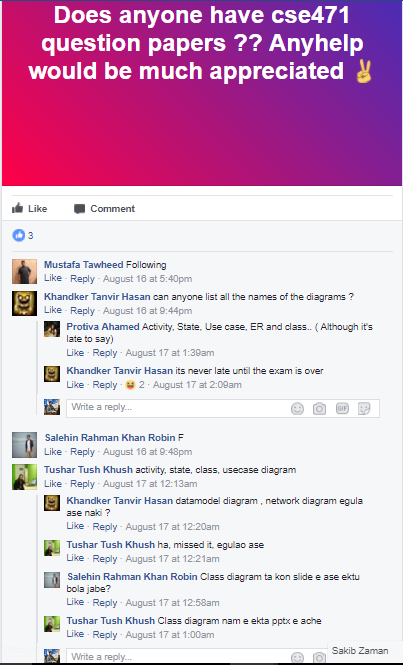 Does anyone have cse471
question papers ?? Anyhelp
would be much appreciated ✌
Like Comment
3
Mustafa Tawheed Following
Like · Reply · August 16 at 5:40pm
Khandker Tanvir Hasan can anyone list all the names of the diagrams ?
Like · Reply · August 16 at 9:44pm
Protiva Ahamed Activity, State, Use case, ER and class.. ( Although it's
late to say)
Like · Reply · August 17 at 1:39am
Khandker Tanvir Hasan its never late until the exam is over
Like · Reply · 😆 2 · August 17 at 2:09am
Write a reply...
GIF
Salehin Rahman Khan Robin F
Like · Reply · August 16 at 9:48pm
Tushar Tush Khush activity, state, class, usecase diagram
Like · Reply · August 17 at 12:13am
Khandker Tanvir Hasan datamodel diagram , network diagram egula
ase naki ?
Like · Reply · August 17 at 12:20am
Tushar Tush Khush ha, missed it, egulao ase
Like · Reply · August 17 at 12:21am
Salehin Rahman Khan Robin Class diagram ta kon slide e ase ektu
bola jabe?
Like · Reply · August 17 at 12:58am
Tushar Tush Khush Class diagram nam e ekta pptx e ache
Like · Reply · August 17 at 1:00am
Write a reply...
Sakib Zaman